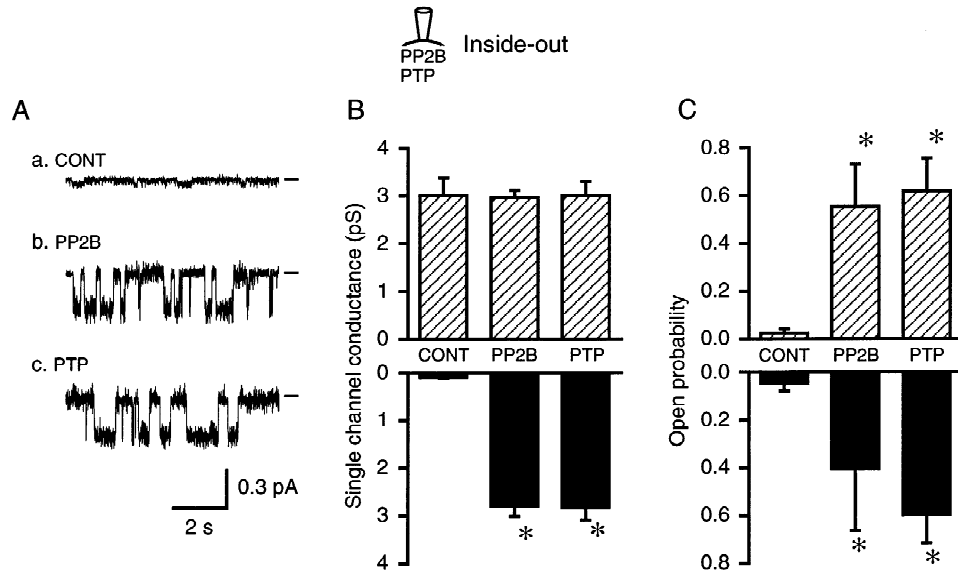 PP2B
PTP
Inside-out
A
a. CONT
b. PP2B
c. PTP
0.3 pA
2 s
B
Single channel conductance (pS)
4
3
2
1
0
CONT
PP2B
PTP
0
1
2
3
4
*
*
C
Open probability
0.8
0.6
0.4
0.2
0.0
*
*
CONT
PP2B
PTP
0.0
0.2
0.4
0.6
0.8
*
*